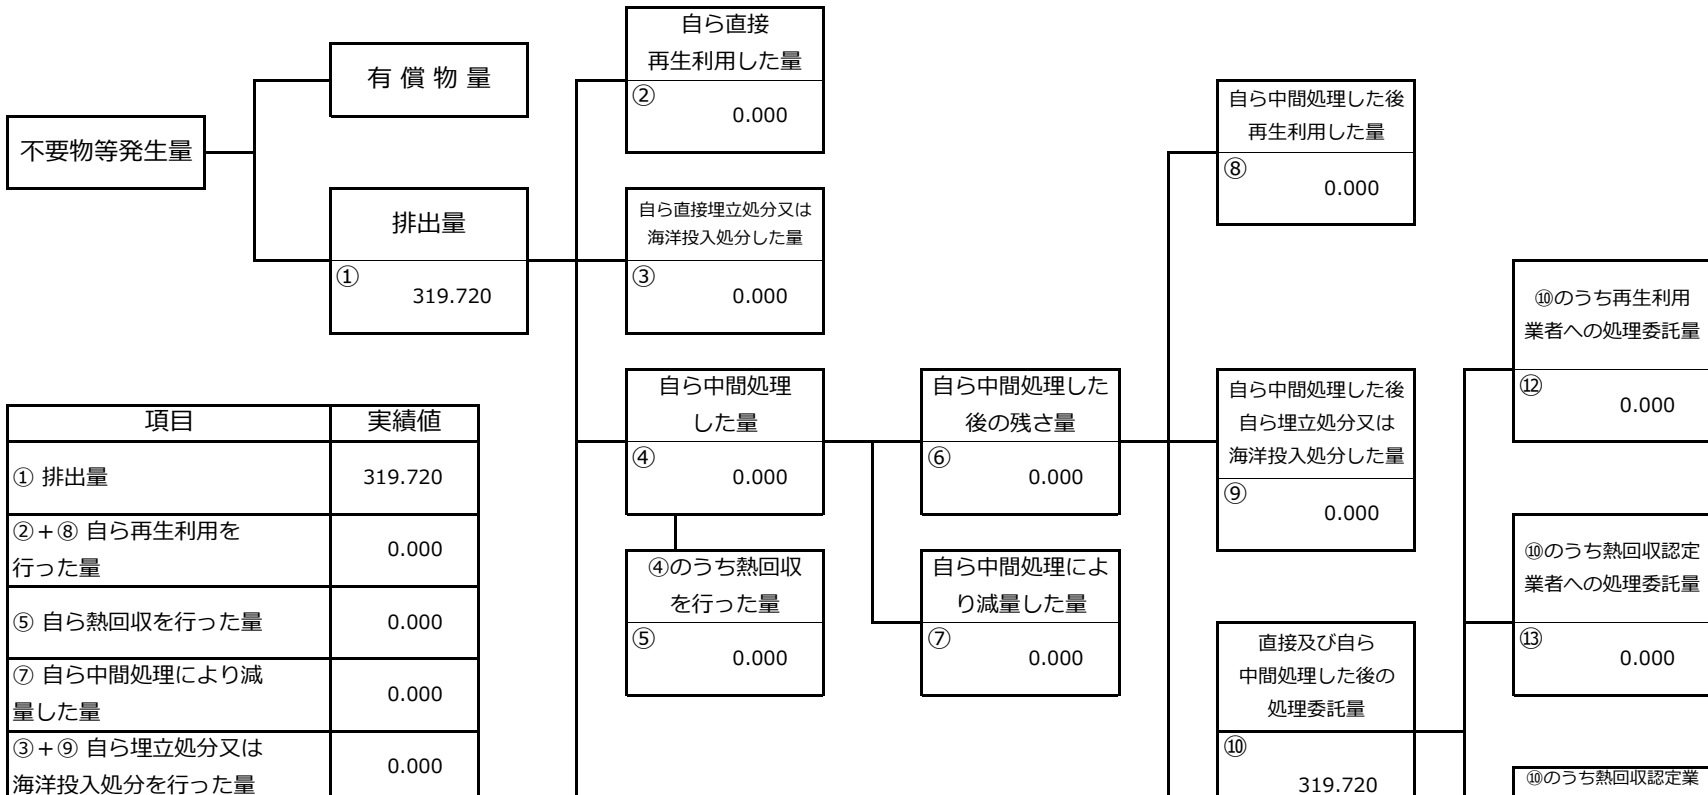 自ら直接
再生利用した量
②
0.000
有 償 物 量
不要物等発生量
排出量
①
319.720
自ら直接埋立処分又は
海洋投入処分した量
③
0.000
自ら中間処理した後
再生利用した量
⑧
0.000
⑩のうち再生利用
業者への処理委託量
⑫
0.000
自ら中間処理
した量
④
0.000
自ら中間処理した
後の残さ量
⑥
0.000
自ら中間処理した後
自ら埋立処分又は
海洋投入処分した量
⑨
0.000
④のうち熱回収
を行った量
⑤
0.000
自ら中間処理によ
り減量した量
⑦
0.000
⑩のうち熱回収認定
業者への処理委託量
⑬
0.000
直接及び自ら
中間処理した後の
処理委託量
⑩
319.720
⑩のうち熱回収認定業
項目 実績値
① 排出量 319.720
②+⑧ 自ら再生利用を
行った量
0.000
⑤ 自ら熱回収を行った量 0.000
⑦ 自ら中間処理により減
量した量
0.000
③+⑨ 自ら埋立処分又は
海洋投入処分を行った量
0.000